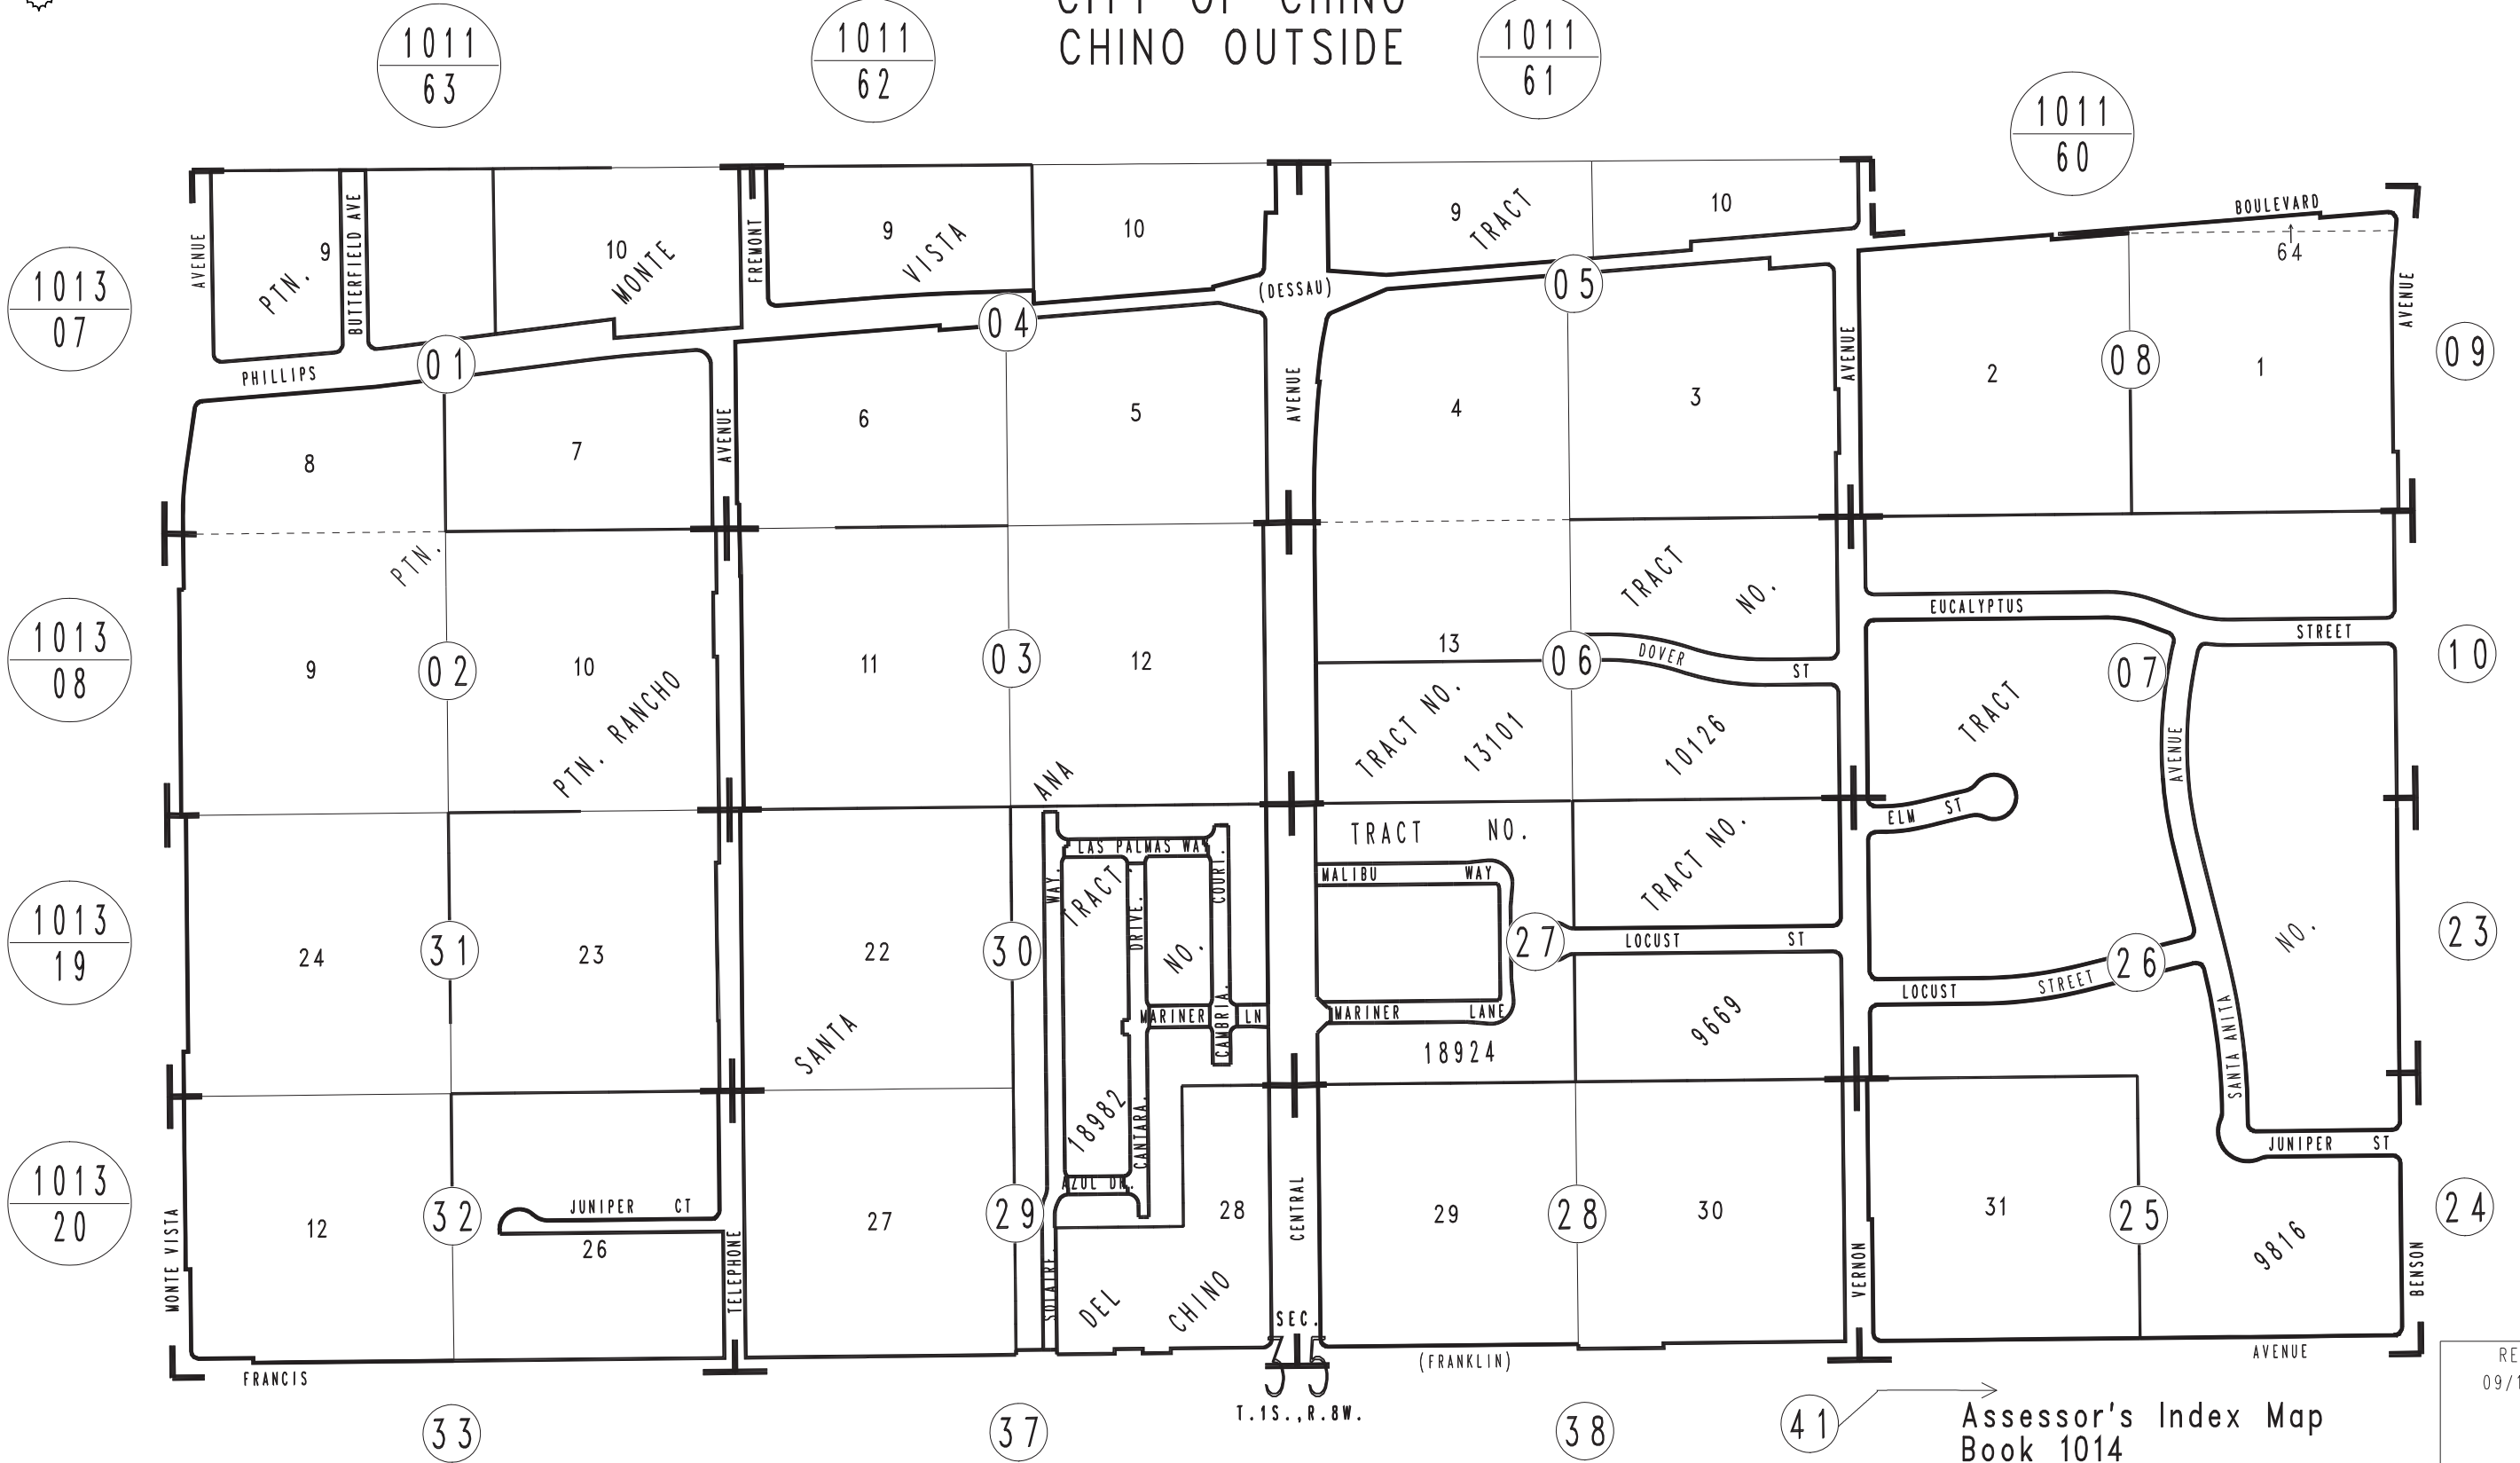 CITY OF CHINO
CHINO OUTSIDE
1011
63
1011
62
1011
61
1011
60
1013
07
1013
08
1013
19
1013
20
AVENUE
PTN.
9
BUTTERFIELD AVE
10
MONTE
FREMONT
9
VISTA
10
(DESSAU)
9
TRACT
10
BOULEVARD
64
AVENUE
PHILLIPS
01
04
05
08
09
8
7
AVENUE
6
5
AVENUE
4
3
AVENUE
2
1
PTN.
9
02
10
PTN. RANCHO
11
03
12
ANA
13
TRACT
NO.
06
DOVER
ST
TRACT NO.
13101
10126
EUCALYPTUS
STREET
07
10
TRACT
AVENUE
ELM ST
24
31
23
22
30
SANTA
WAY.
LAS PALMAS WAY
TRACT
DRIVE.
NO.
COURT.
MARINER
LN
CAMBRIA.
18982
CANTARA.
AZUL DR.
TRACT NO.
MALIBU WAY
MARINER LANE
18924
27
TRACT NO.
LOCUST ST
9669
LOCUST
STREET
26
NO.
23
SANTA ANITA
JUNIPER ST
MONTE VISTA
12
32
JUNIPER CT
26
TELEPHONE
27
29
SOLAIRE.
28
DEL
CHINO
CENTRAL
29
28
30
VERNON
31
25
9816
BENSON
24
SEC.
35
T.1S.,R.8W.
FRANCIS
(FRANKLIN)
AVENUE
33
37
38
41
Assessor's Index Map
Book 1014